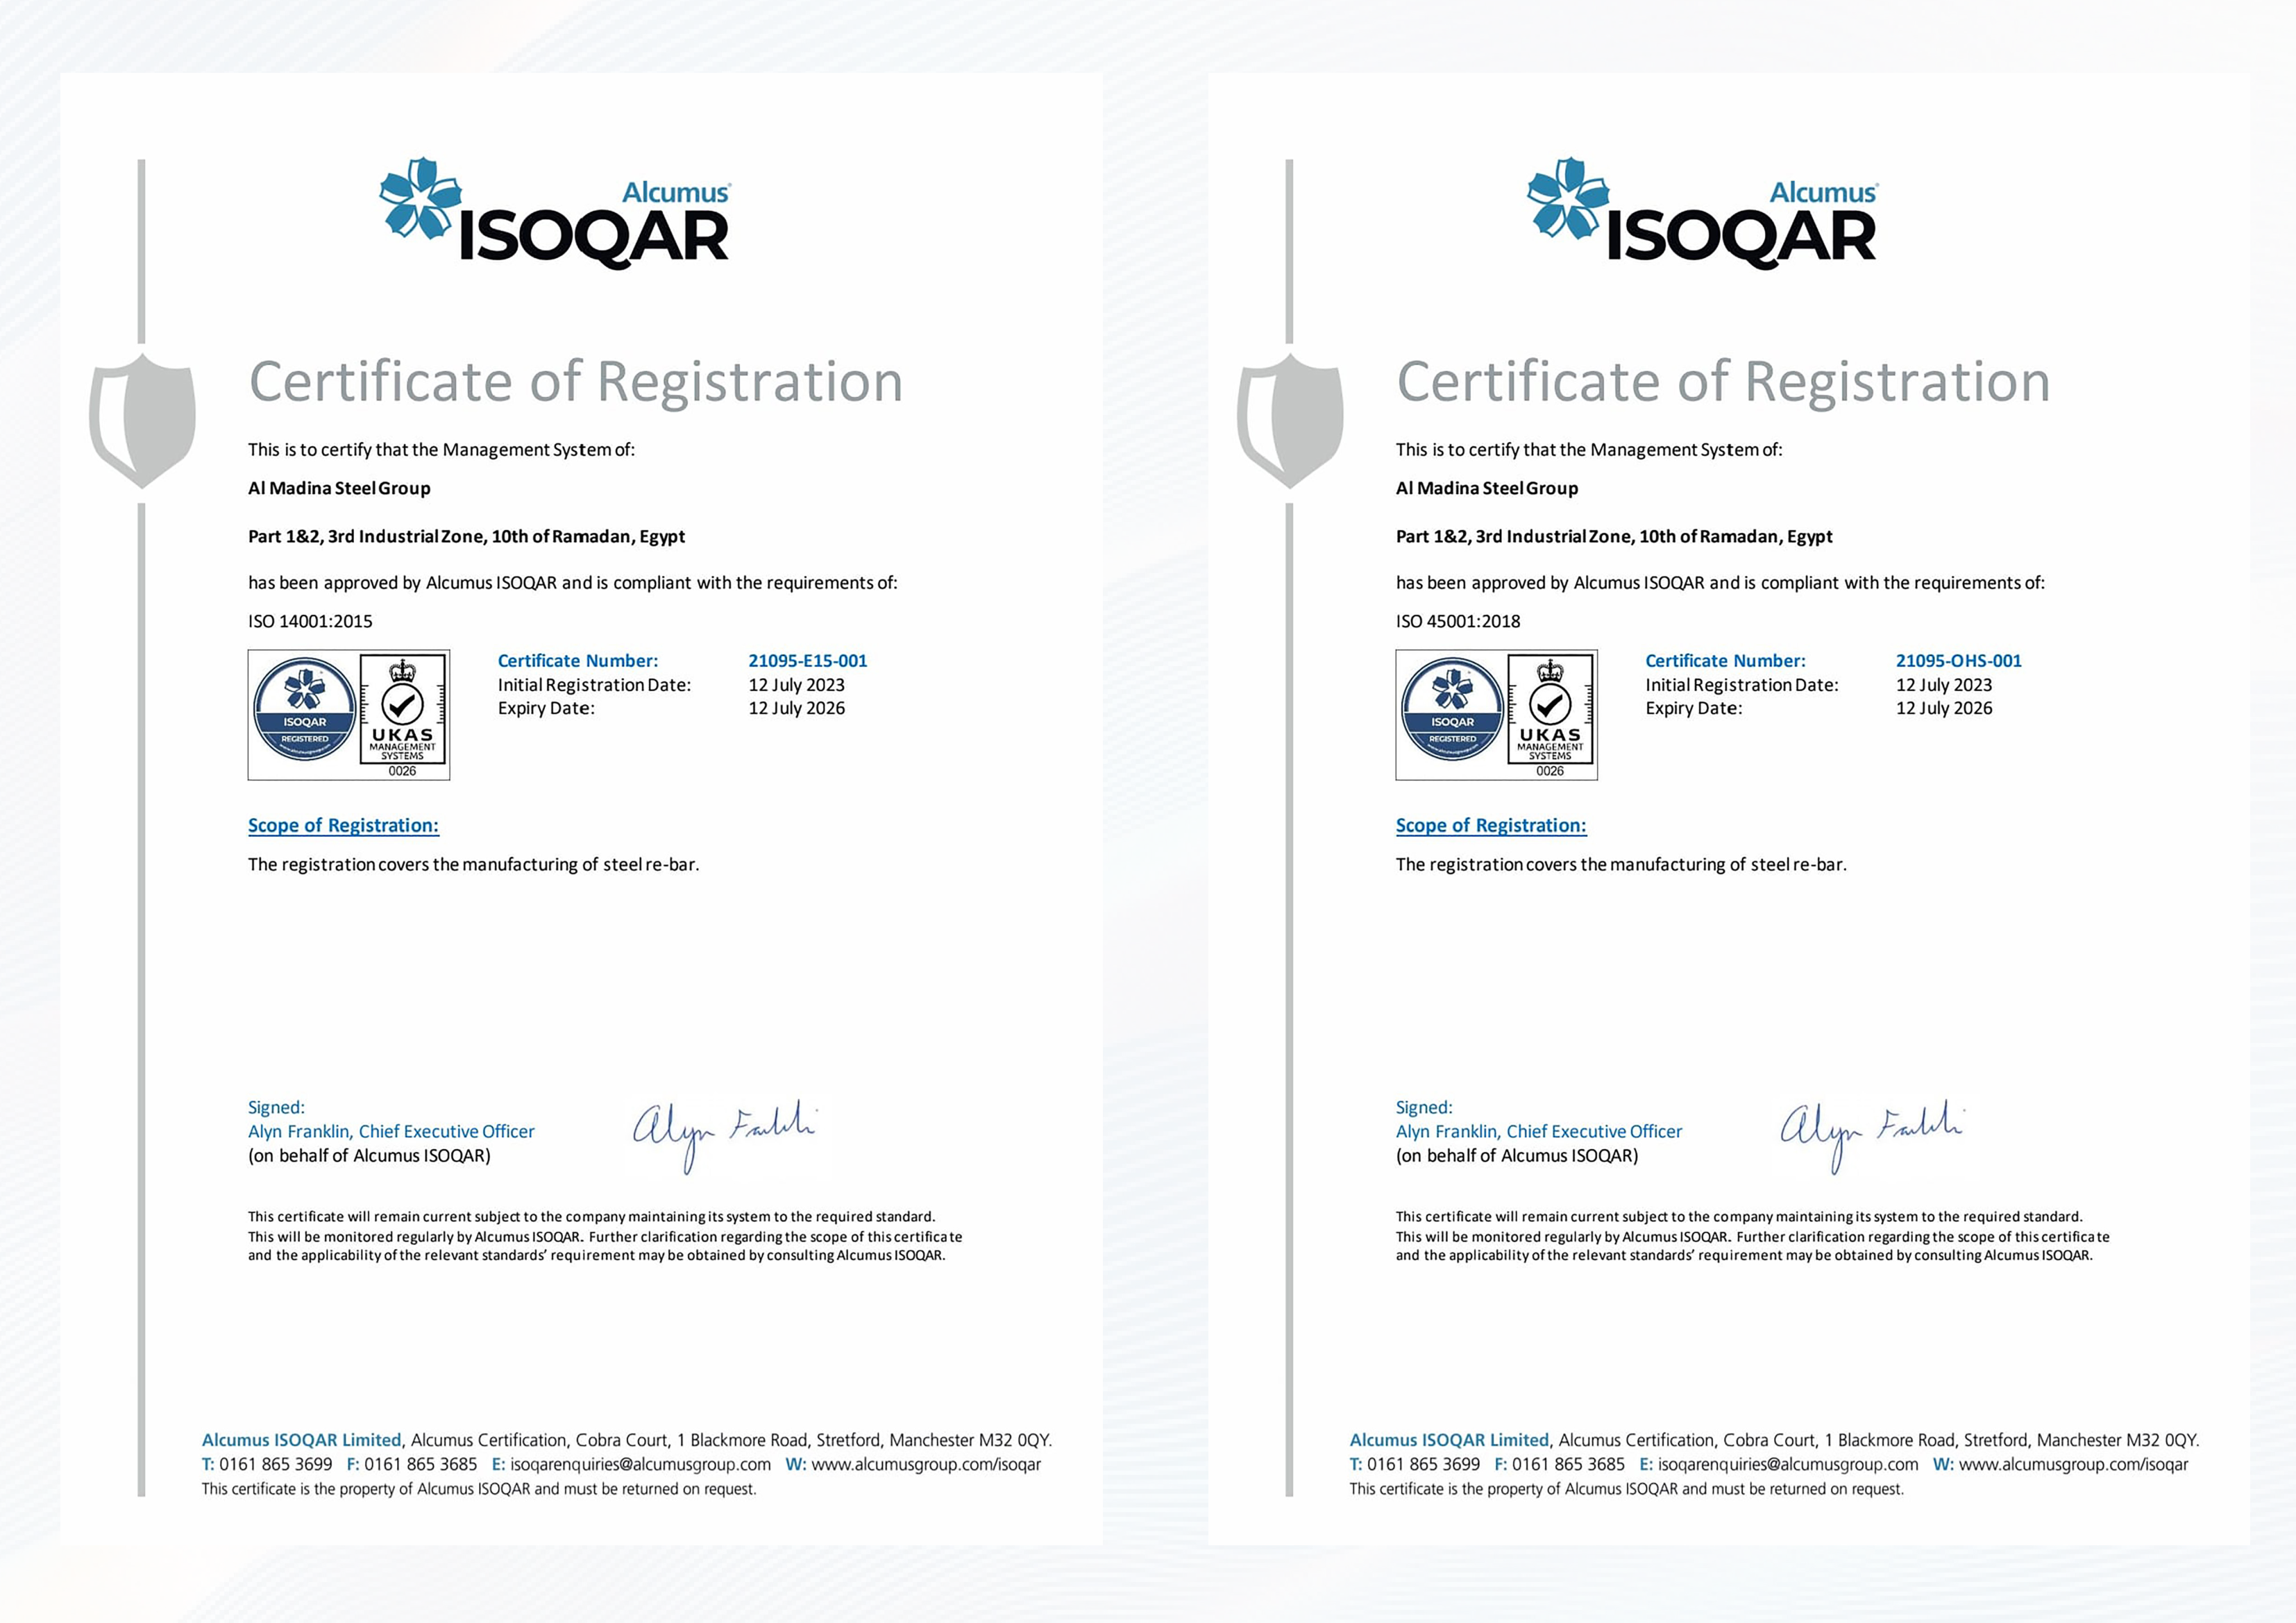 Alcumus
ISOQAR
Certificate of Registration
This is to certify that the Management System of:
Al Madina Steel Group
Part 1&2, 3rd Industrial Zone, 10th of Ramadan, Egypt
has been approved by Alcumus ISOQAR and is compliant with the requirements of:
ISO 14001:2015
ISOQAR
REGISTERED
UKAS
MANAGEMENT
SYSTEMS
0026
Certificate Number: 21095-E15-001
Initial Registration Date: 12 July 2023
Expiry Date: 12 July 2026
Scope of Registration:
The registration covers the manufacturing of steel re-bar.
Signed:
Alyn Franklin, Chief Executive Officer
(on behalf of Alcumus ISOQAR)
This certificate will remain current subject to the company maintaining its system to the required standard.
This will be monitored regularly by Alcumus ISOQAR. Further clarification regarding the scope of this certificate
and the applicability of the relevant standards' requirement may be obtained by consulting Alcumus ISOQAR.
Alcumus ISOQAR Limited, Alcumus Certification, Cobra Court, 1 Blackmore Road, Stretford, Manchester M32 0QY.
T: 0161 865 3699 F: 0161 865 3685 E: isoqarenquiries@alcumusgroup.com W: www.alcumusgroup.com/isoqar
This certificate is the property of Alcumus ISOQAR and must be returned on request.
Alcumus
ISOQAR
Certificate of Registration
This is to certify that the Management System of:
Al Madina Steel Group
Part 1&2, 3rd Industrial Zone, 10th of Ramadan, Egypt
has been approved by Alcumus ISOQAR and is compliant with the requirements of:
ISO 45001:2018
ISOQAR
REGISTERED
UKAS
MANAGEMENT
SYSTEMS
0026
Certificate Number: 21095-OHS-001
Initial Registration Date: 12 July 2023
Expiry Date: 12 July 2026
Scope of Registration:
The registration covers the manufacturing of steel re-bar.
Signed:
Alyn Franklin, Chief Executive Officer
(on behalf of Alcumus ISOQAR)
This certificate will remain current subject to the company maintaining its system to the required standard.
This will be monitored regularly by Alcumus ISOQAR. Further clarification regarding the scope of this certificate
and the applicability of the relevant standards' requirement may be obtained by consulting Alcumus ISOQAR.
Alcumus ISOQAR Limited, Alcumus Certification, Cobra Court, 1 Blackmore Road, Stretford, Manchester M32 0QY.
T: 0161 865 3699 F: 0161 865 3685 E: isoqarenquiries@alcumusgroup.com W: www.alcumusgroup.com/isoqar
This certificate is the property of Alcumus ISOQAR and must be returned on request.